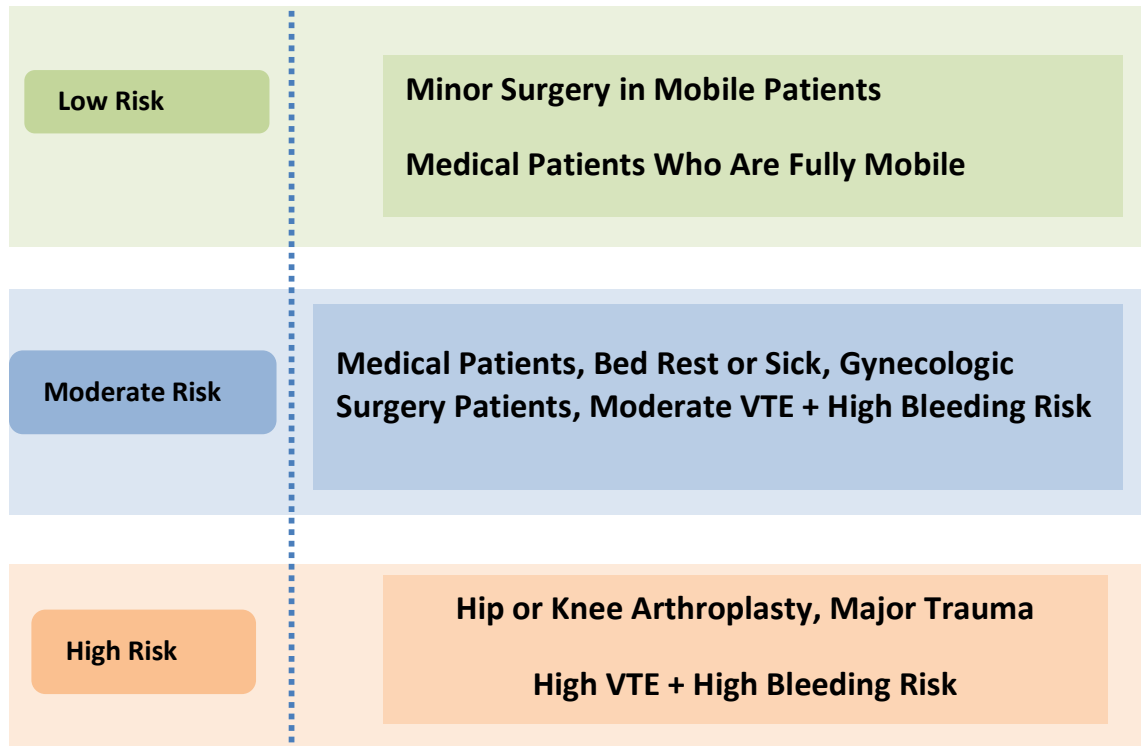 Low Risk
Minor Surgery in Mobile Patients
Medical Patients Who Are Fully Mobile
Moderate Risk
Medical Patients, Bed Rest or Sick, Gynecologic
Surgery Patients, Moderate VTE + High Bleeding Risk
High Risk
Hip or Knee Arthroplasty, Major Trauma
High VTE + High Bleeding Risk